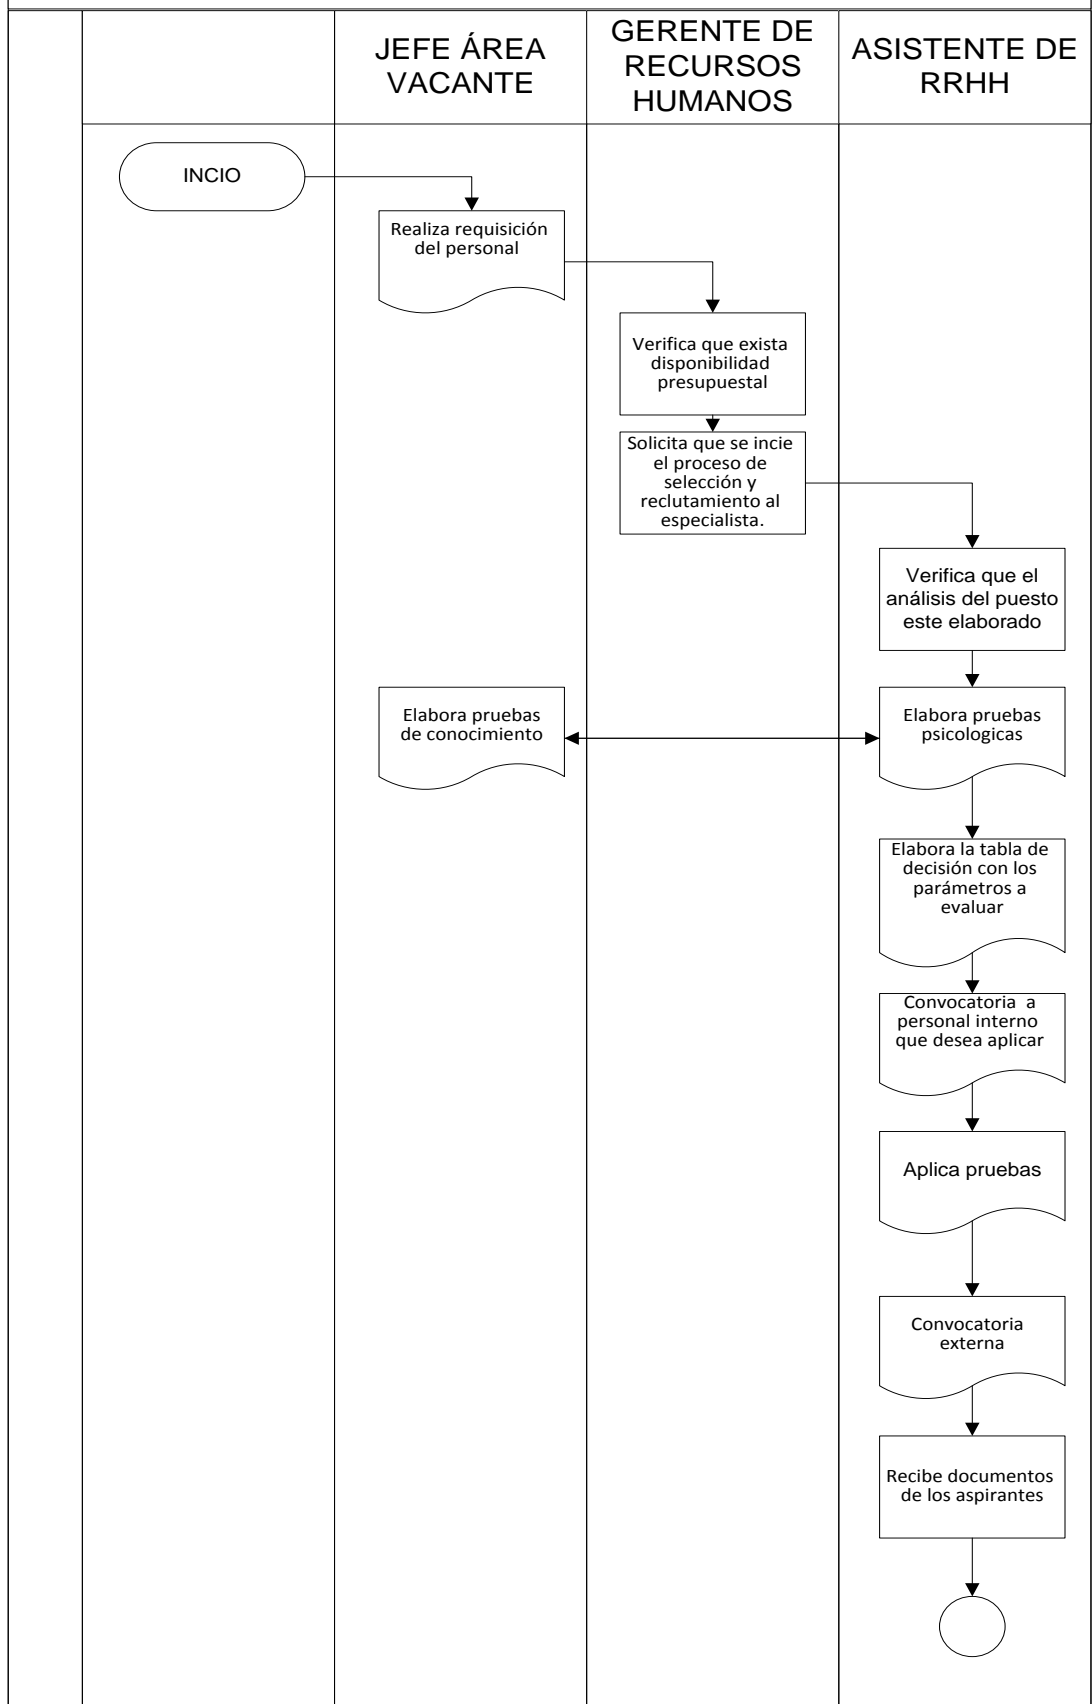 JEFE ÁREA
VACANTE
GERENTE DE
RECURSOS
HUMANOS
ASISTENTE DE
RRHH
INCIO
Realiza requisición
del personal
Verifica que exista
disponibilidad
presupuestal
Solicita que se incie
el proceso de
selección y
reclutamiento al
especialista.
Verifica que el
análisis del puesto
este elaborado
Elabora pruebas
de conocimiento
Elabora pruebas
psicologicas
Elabora la tabla de
decisión con los
parámetros a
evaluar
Convocatoria a
personal interno
que desea aplicar
Aplica pruebas
Convocatoria
externa
Recibe documentos
de los aspirantes